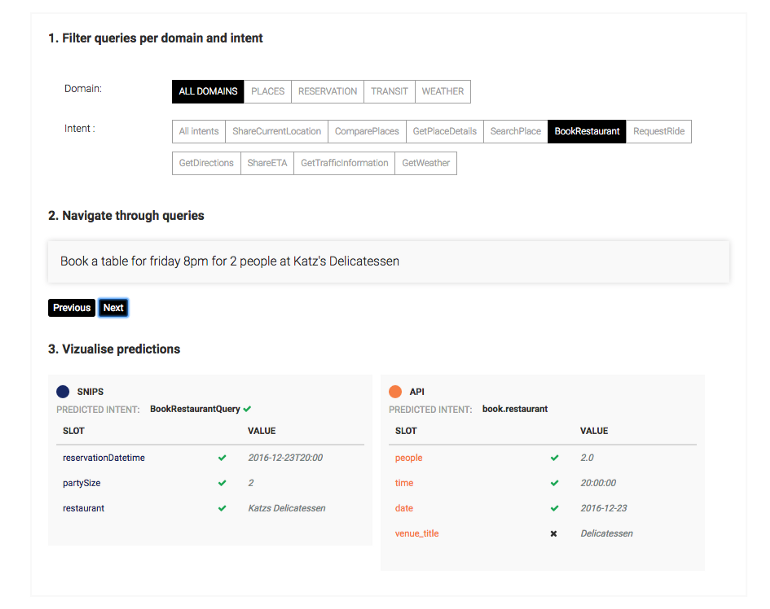 1. Filter queries per domain and intent
Domain:
ALL DOMAINS PLACES RESERVATION TRANSIT WEATHER
Intent :
All intents ShareCurrentLocation ComparePlaces GetPlaceDetails SearchPlace BookRestaurant RequestRide
GetDirections ShareETA GetTrafficInformation GetWeather
2. Navigate through queries
Book a table for friday 8pm for 2 people at Katz's Delicatessen
Previous Next
3. Vizualise predictions
SNIPS
PREDICTED INTENT: BookRestaurantQuery ✓
SLOT VALUE
reservationDatetime ✓ 2016-12-23T20:00
partySize ✓ 2
restaurant ✓ Katzs Delicatessen
API
PREDICTED INTENT: book.restaurant
SLOT VALUE
people ✓ 2.0
time ✓ 20:00:00
date ✓ 2016-12-23
venue_title ✗ Delicatessen